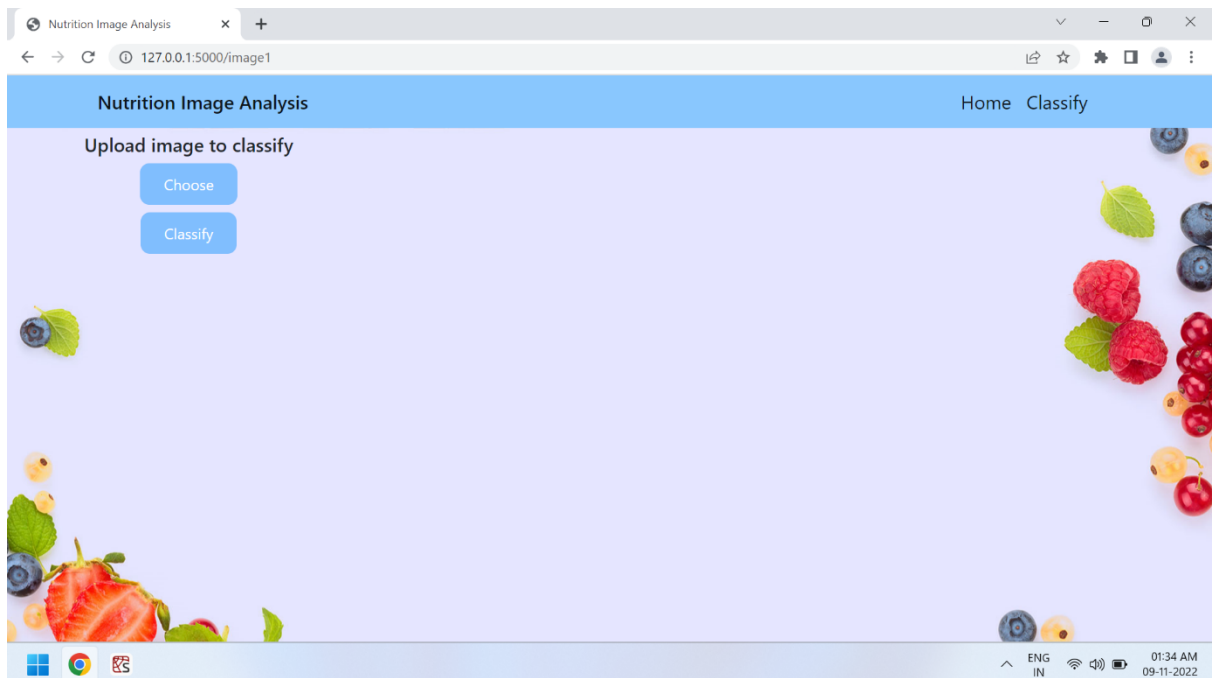 Nutrition Image Analysis
127.0.0.1:5000/image1
Nutrition Image Analysis
Home Classify
Upload image to classify
Choose
Classify
ENG
IN
01:34 AM
09-11-2022